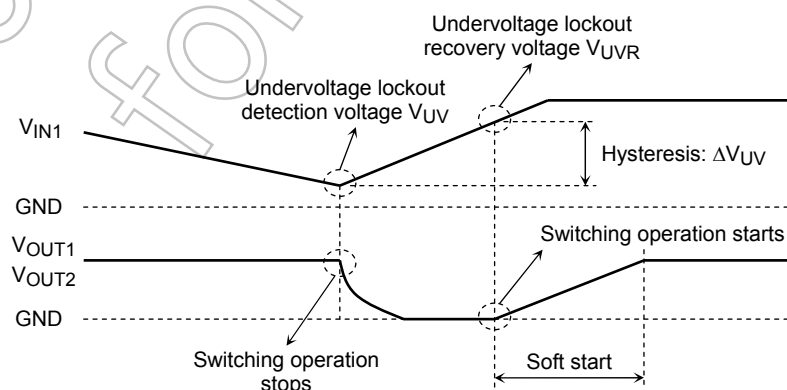 for
Undervoltage lockout
recovery voltage VUVR
Undervoltage lockout
detection voltage VUV
VIN1
Hysteresis: ΔVUV
GND
VOUT1
VOUT2
Switching operation starts
GND
Switching operation
stops
Soft start